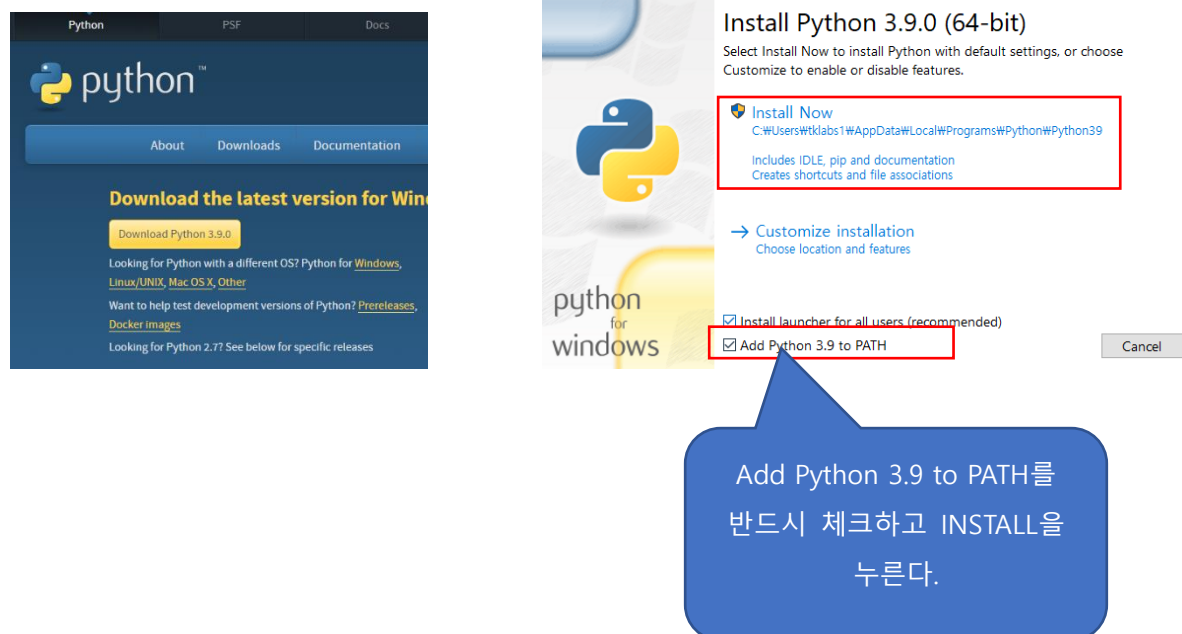 Python PSF Docs
python™
About Downloads Documentation
Download the latest version for Win
Download Python 3.9.0
Looking for Python with a different OS? Python for Windows,
Linux/UNIX, Mac OS X, Other
Want to help test development versions of Python? Prereleases,
Docker images
Looking for Python 2.7? See below for specific releases
Install Python 3.9.0 (64-bit)
Select Install Now to install Python with default settings, or choose
Customize to enable or disable features.
Install Now
C:₩Users₩tklabs1₩AppData₩Local₩Programs₩Python₩Python39
Includes IDLE, pip and documentation
Creates shortcuts and file associations
→ Customize installation
Choose location and features
python
for
windows
Install launcher for all users (recommended)
Add Python 3.9 to PATH
Cancel
Add Python 3.9 to PATH를
반드시 체크하고 INSTALL을
누른다.